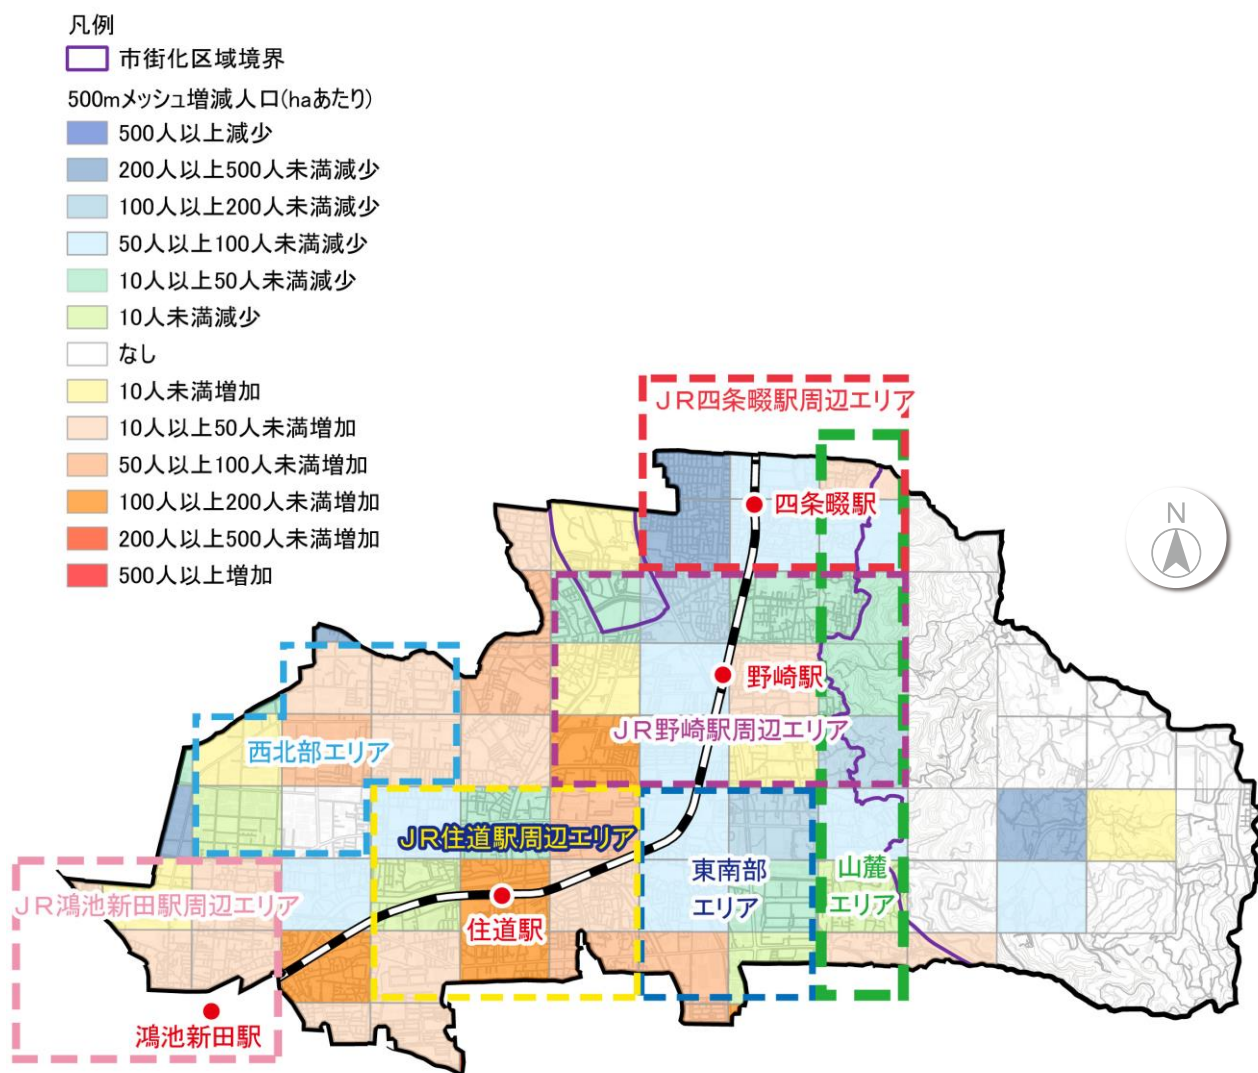 凡例
市街化区域境界
500mメッシュ増減人口(haあたり)
500人以上減少
200人以上500人未満減少
100人以上200人未満減少
50人以上100人未満減少
10人以上50人未満減少
10人未満減少
なし
10人未満増加
10人以上50人未満増加
50人以上100人未満増加
100人以上200人未満増加
200人以上500人未満増加
500人以上増加
JR四条畷駅周辺エリア
四条畷駅
N
野崎駅
JR野崎駅周辺エリア
西北部エリア
JR住道駅周辺エリア
東南部
エリア
山麓
エリア
JR鴻池新田駅周辺エリア
住道駅
鴻池新田駅